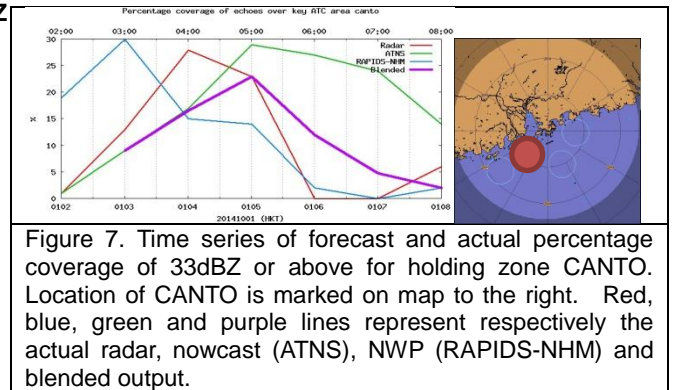 z
Percentage coverage of echoes over key ATC area canto
02:00 03:00 04:00 05:00 06:00 07:00 08:00
30
25
20
15
10
5
0
%
Radar
ATNS
RAPIDS-NHM
Blended
0102 0103 0104 0105 0106 0107 0108
20141001 (HKT)
Figure 7. Time series of forecast and actual percentage
coverage of 33dBZ or above for holding zone CANTO.
Location of CANTO is marked on map to the right. Red,
blue, green and purple lines represent respectively the
actual radar, nowcast (ATNS), NWP (RAPIDS-NHM) and
blended output.